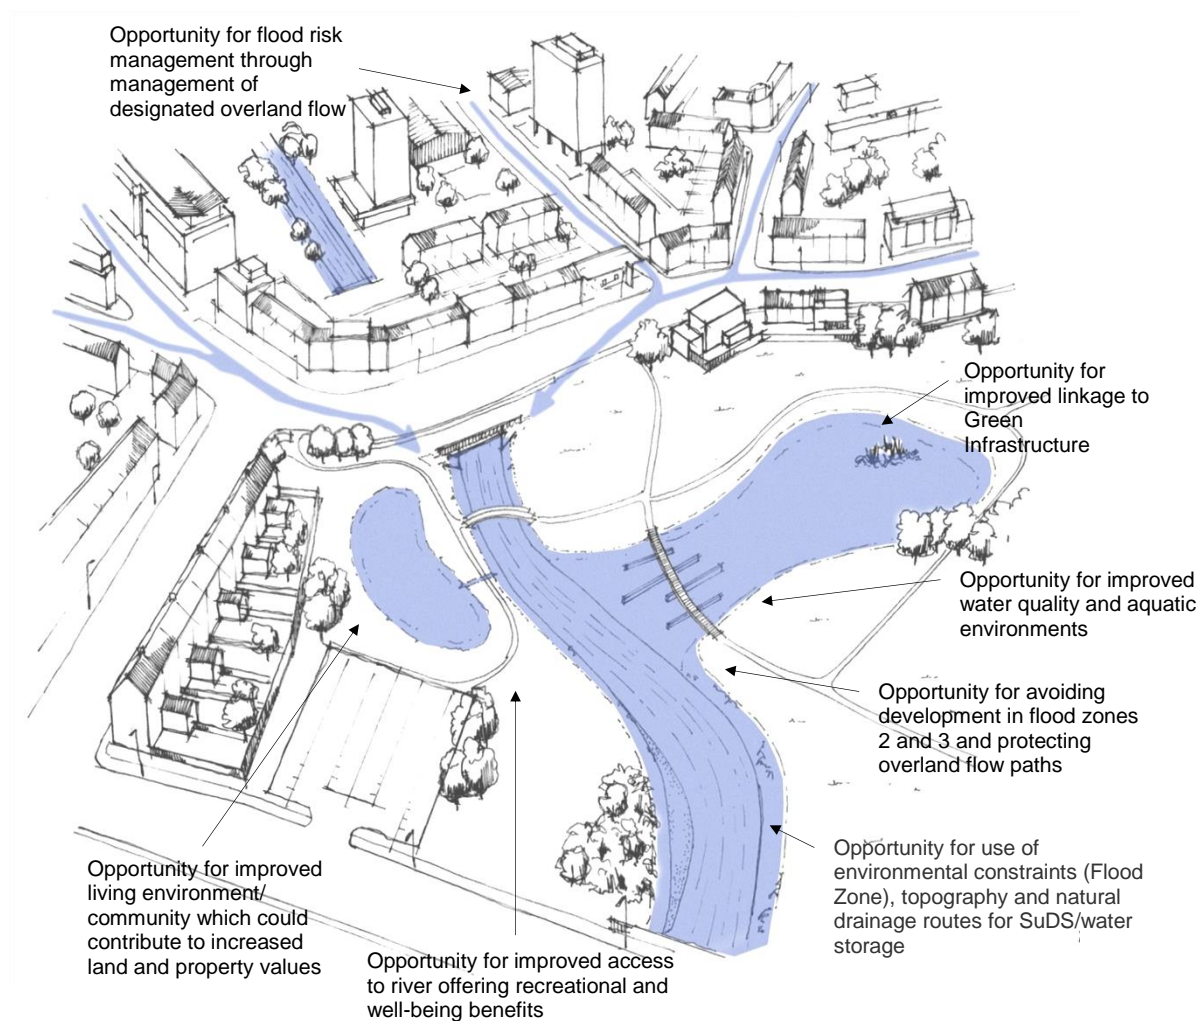 Opportunity for flood risk
management through
management of
designated overland flow
Opportunity for
improved linkage to
Green
Infrastructure
Opportunity for improved
water quality and aquatic
environments
Opportunity for avoiding
development in flood zones
2 and 3 and protecting
overland flow paths
Opportunity for use of
environmental constraints (Flood
Zone), topography and natural
drainage routes for SuDS/water
storage
Opportunity for improved
living environment/
community which could
contribute to increased
land and property values
Opportunity for improved access
to river offering recreational and
well-being benefits